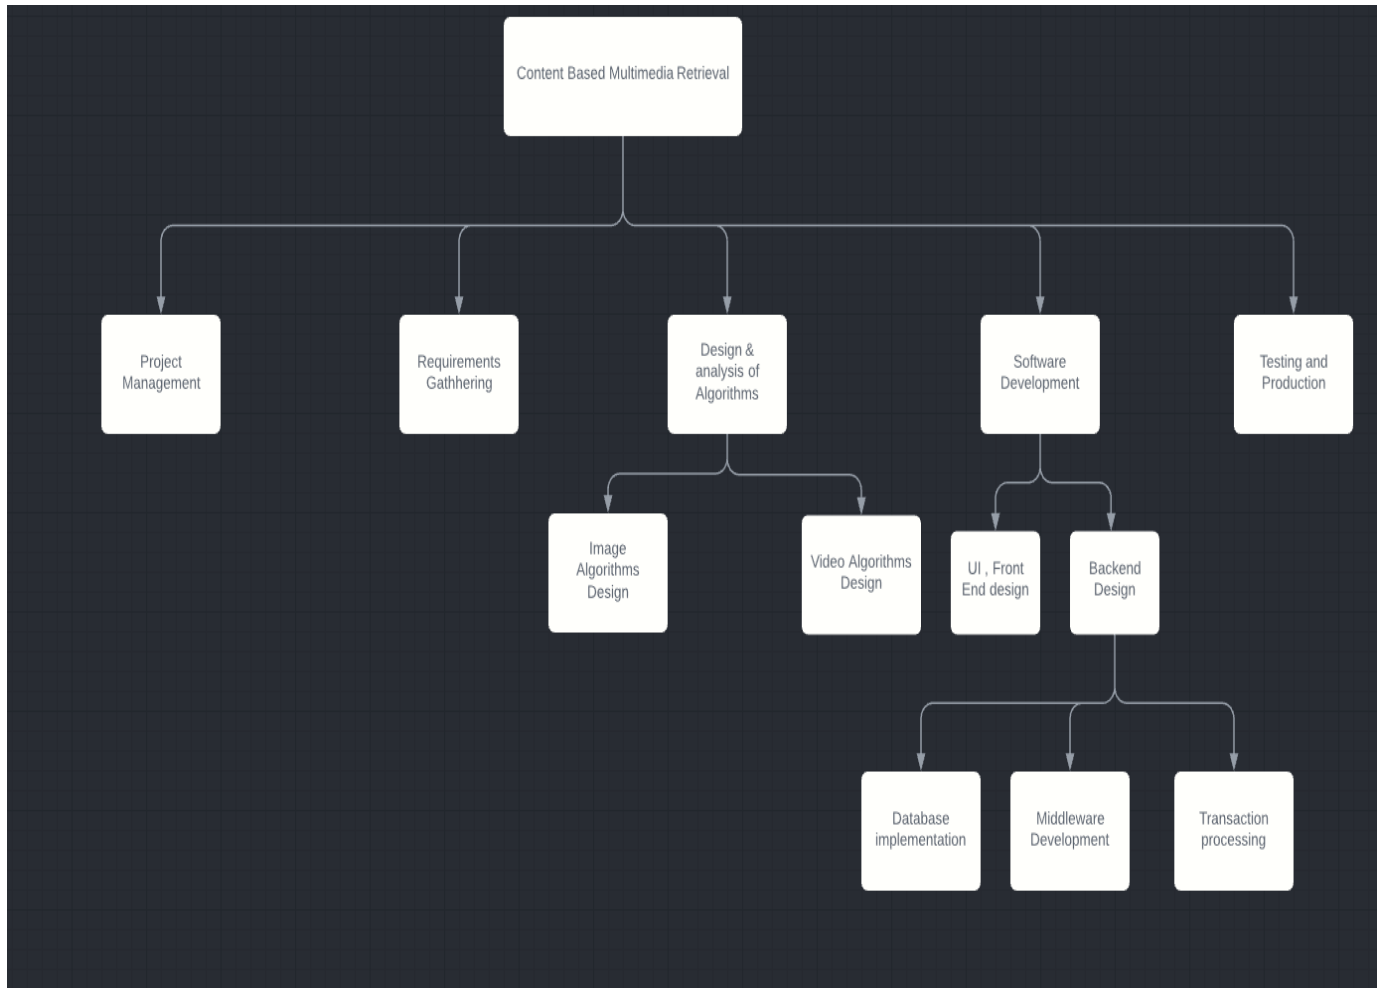 Content Based Multimedia Retrieval
Project
Management
Requirements
Gathhering
Design &
analysis of
Algorithms
Software
Development
Testing and
Production
Image
Algorithms
Design
Video Algorithms
Design
UI , Front
End design
Backend
Design
Database
implementation
Middleware
Development
Transaction
processing